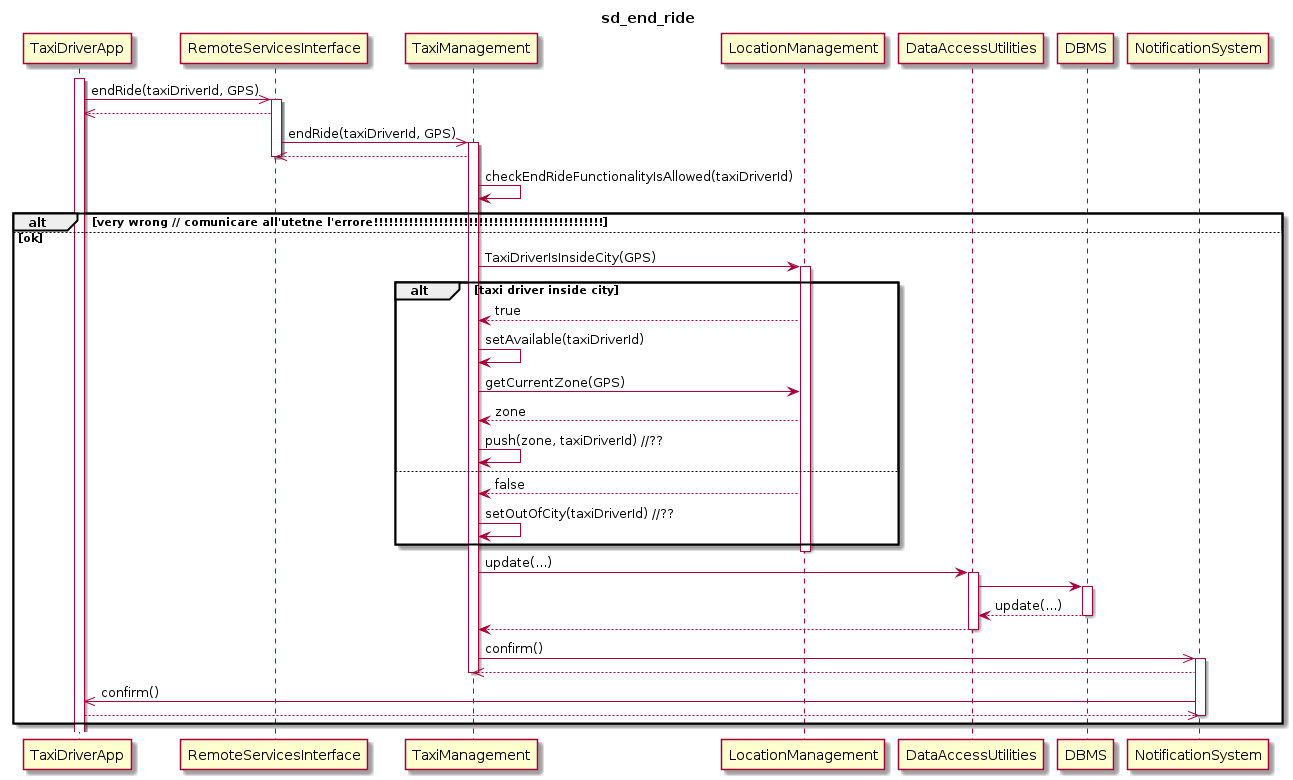 sd_end_ride
TaxiDriverApp
RemoteServicesInterface
TaxiManagement
LocationManagement
DataAccessUtilities
DBMS
NotificationSystem
endRide(taxiDriverId, GPS)
endRide(taxiDriverId, GPS)
checkEndRideFunctionalityIsAllowed(taxiDriverId)
alt [very wrong // comunicare all'utetne l'errore!!!!!!!!!!!!!!!!!!!!!!!!!!!!!!!!!!!!!!!!!!!!!!]
[ok]
TaxiDriverIsInsideCity(GPS)
alt [taxi driver inside city]
true
setAvailable(taxiDriverId)
getCurrentZone(GPS)
zone
push(zone, taxiDriverId) //??
false
setOutOfCity(taxiDriverId) //??
update(...)
update(...)
confirm()
confirm()
TaxiDriverApp
RemoteServicesInterface
TaxiManagement
LocationManagement
DataAccessUtilities
DBMS
NotificationSystem